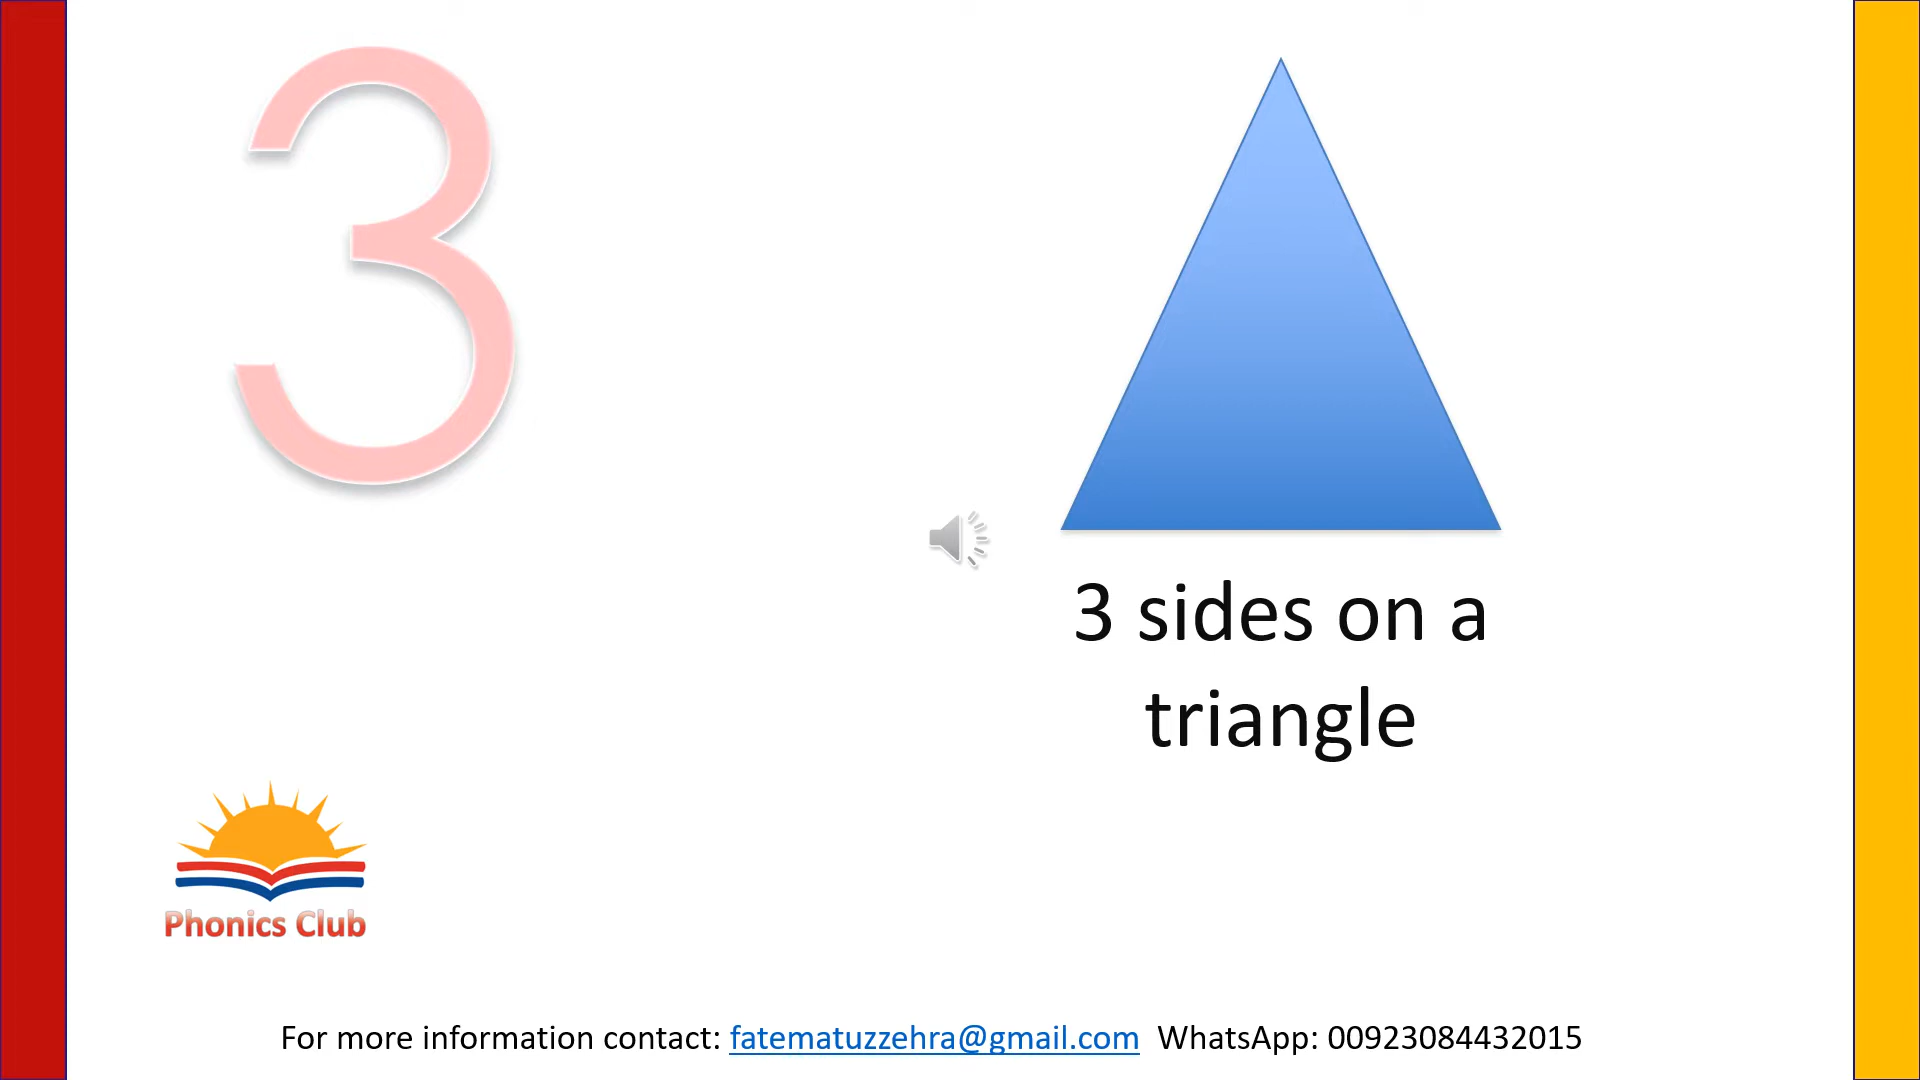 3
3 sides on a
triangle
Phonics Club
For more information contact: fatematuzzehra@gmail.com WhatsApp: 00923084432015